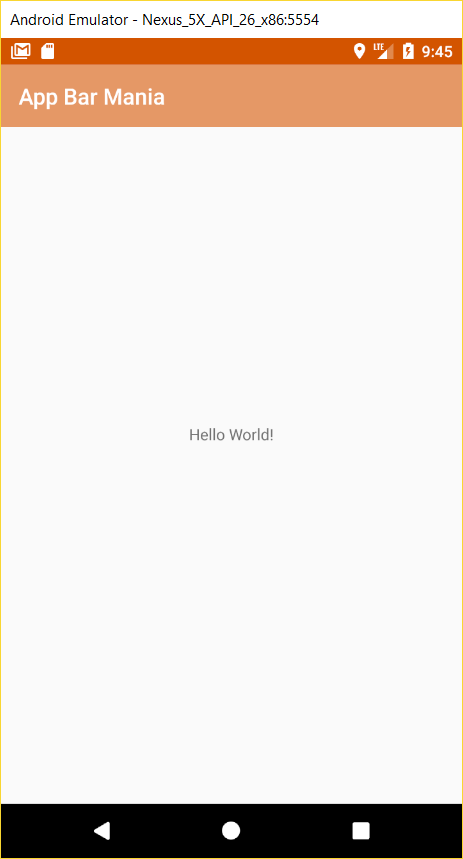 Android Emulator - Nexus_5X_API_26_x86:5554
LTE 9:45
App Bar Mania
Hello World!